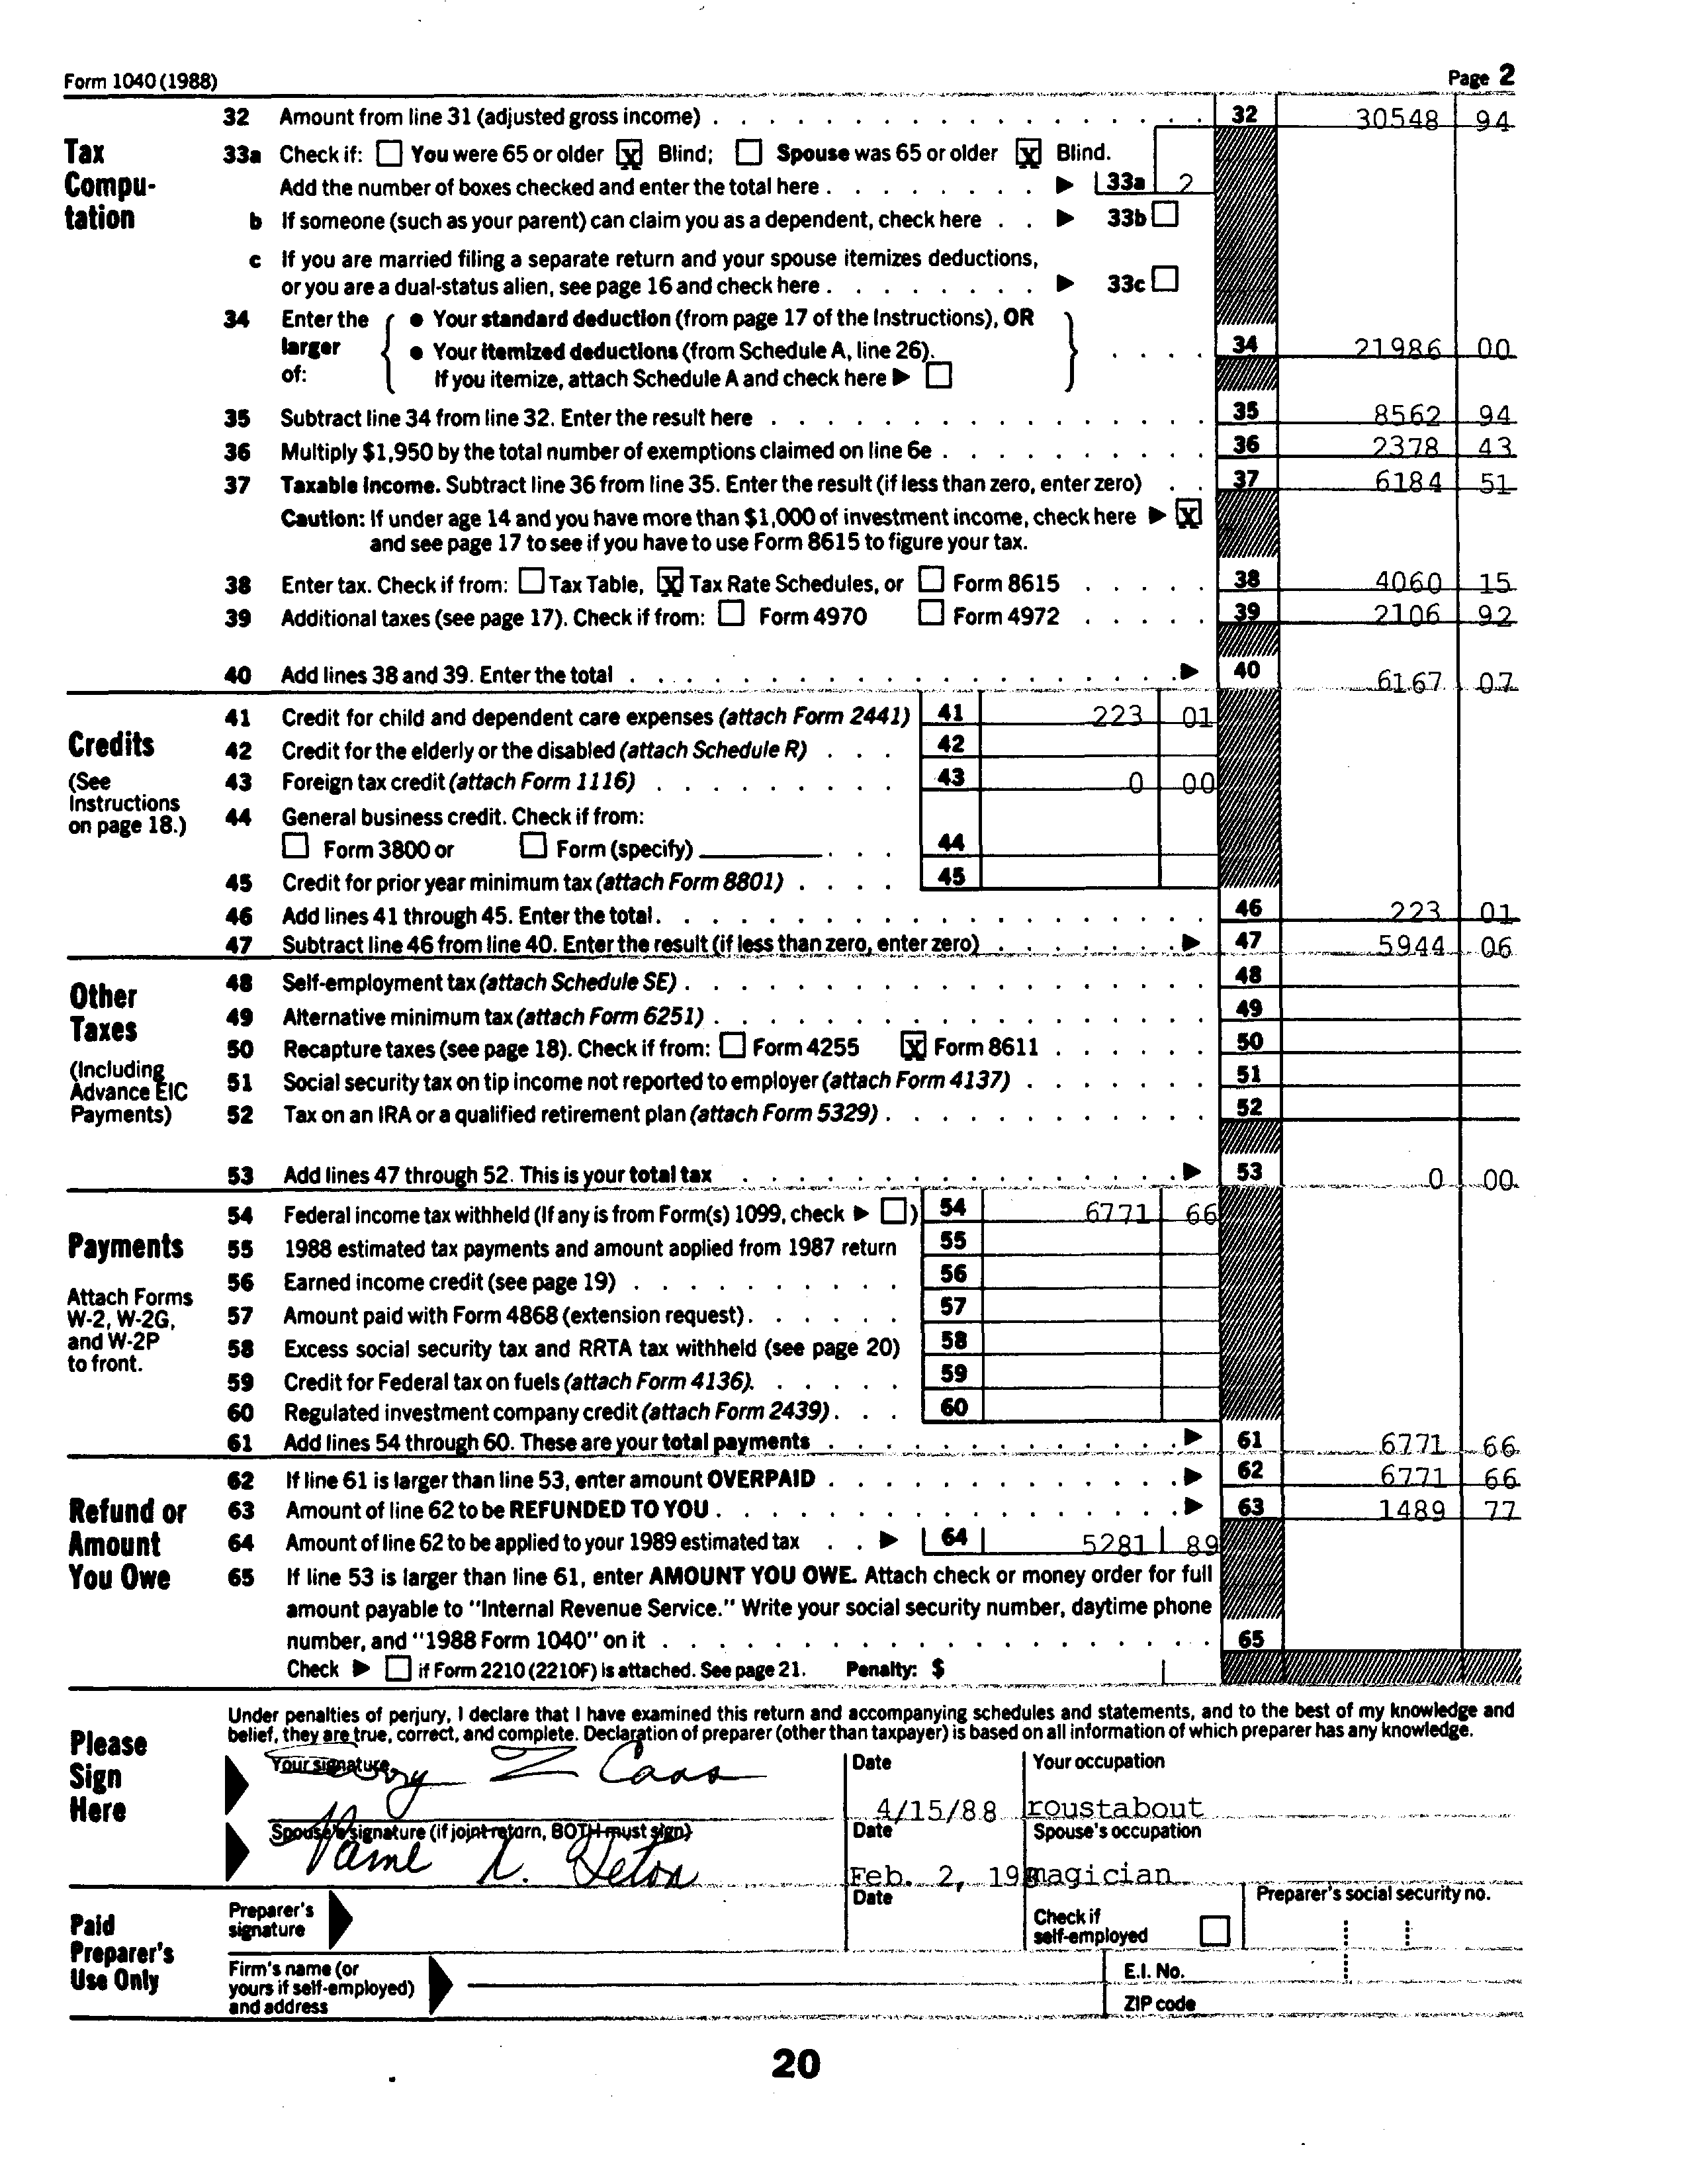 Form 1040 (1988) Page 2
Tax Compu-tation
32 Amount from line 31 (adjusted gross income) 32 30548 94
33a Check if: You were 65 or older X Blind; Spouse was 65 or older X Blind.
Add the number of boxes checked and enter the total here 33a 2
b If someone (such as your parent) can claim you as a dependent, check here 33b
c If you are married filing a separate return and your spouse itemizes deductions,
or you are a dual-status alien, see page 16 and check here 33c
34 Enter the larger of: { ● Your standard deduction (from page 17 of the Instructions), OR
● Your itemized deductions (from Schedule A, line 26). } 34 21986 00
If you itemize, attach Schedule A and check here ▶
35 Subtract line 34 from line 32. Enter the result here 35 8562 94
36 Multiply $1,950 by the total number of exemptions claimed on line 6e 36 2378 43
37 Taxable income. Subtract line 36 from line 35. Enter the result (if less than zero, enter zero) 37 6184 51
Caution: If under age 14 and you have more than $1,000 of investment income, check here ▶ X
and see page 17 to see if you have to use Form 8615 to figure your tax.
38 Enter tax. Check if from: Tax Table, X Tax Rate Schedules, or Form 8615 38 4060 15
39 Additional taxes (see page 17). Check if from: Form 4970 Form 4972 39 2106 92
40 Add lines 38 and 39. Enter the total ▶ 40 6167 07
Credits
(See Instructions on page 18.)
41 Credit for child and dependent care expenses (attach Form 2441) 41 223 01
42 Credit for the elderly or the disabled (attach Schedule R) 42
43 Foreign tax credit (attach Form 1116) 43 0 00
44 General business credit. Check if from:
Form 3800 or Form (specify) 44
45 Credit for prior year minimum tax (attach Form 8801) 45
46 Add lines 41 through 45. Enter the total 46 223 01
47 Subtract line 46 from line 40. Enter the result (if less than zero, enter zero) ▶ 47 5944 06
Other Taxes
(Including Advance EIC Payments)
48 Self-employment tax (attach Schedule SE) 48
49 Alternative minimum tax (attach Form 6251) 49
50 Recapture taxes (see page 18). Check if from: Form 4255 X Form 8611 50
51 Social security tax on tip income not reported to employer (attach Form 4137) 51
52 Tax on an IRA or a qualified retirement plan (attach Form 5329) 52
53 Add lines 47 through 52. This is your total tax ▶ 53 0 00
Payments
Attach Forms W-2, W-2G, and W-2P to front.
54 Federal income tax withheld (If any is from Form(s) 1099, check ▶ ) 54 6771 66
55 1988 estimated tax payments and amount applied from 1987 return 55
56 Earned income credit (see page 19) 56
57 Amount paid with Form 4868 (extension request) 57
58 Excess social security tax and RRTA tax withheld (see page 20) 58
59 Credit for Federal tax on fuels (attach Form 4136) 59
60 Regulated investment company credit (attach Form 2439) 60
61 Add lines 54 through 60. These are your total payments ▶ 61 6771 66
Refund or Amount You Owe
62 If line 61 is larger than line 53, enter amount OVERPAID ▶ 62 6771 66
63 Amount of line 62 to be REFUNDED TO YOU ▶ 63 1489 77
64 Amount of line 62 to be applied to your 1989 estimated tax ▶ 64 5281 89
65 If line 53 is larger than line 61, enter AMOUNT YOU OWE. Attach check or money order for full
amount payable to "Internal Revenue Service." Write your social security number, daytime phone
number, and "1988 Form 1040" on it 65
Check ▶ if Form 2210 (2210F) is attached. See page 21. Penalty: $
Please Sign Here
Under penalties of perjury, I declare that I have examined this return and accompanying schedules and statements, and to the best of my knowledge and
belief, they are true, correct, and complete. Declaration of preparer (other than taxpayer) is based on all information of which preparer has any knowledge.
Your signature Date Your occupation
Z 4/15/88 roustabout
Spouse's signature (if joint return, BOTH must sign) Date Spouse's occupation
Feb. 2, 19 magician
Paid Preparer's Use Only
Preparer's signature Date Check if self-employed Preparer's social security no.
Firm's name (or yours if self-employed) and address E.I. No.
ZIP code
20